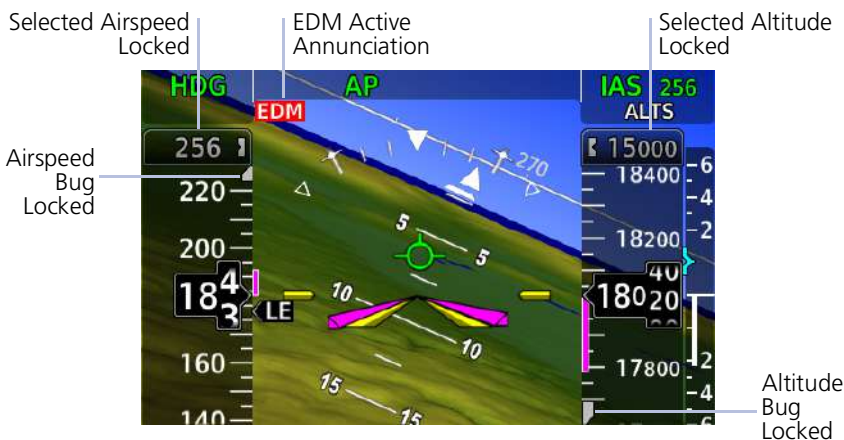 Selected Airspeed
Locked
EDM Active
Annunciation
Selected Altitude
Locked
HDG AP IAS 256
EDM ALTS
256 270 15000
Airspeed
Bug
Locked
220 18400 6
4
5 5 2
200 18200
184 10 40
3 LE 18020
10
160 17800 2
15 15 4
140
Altitude
Bug
Locked